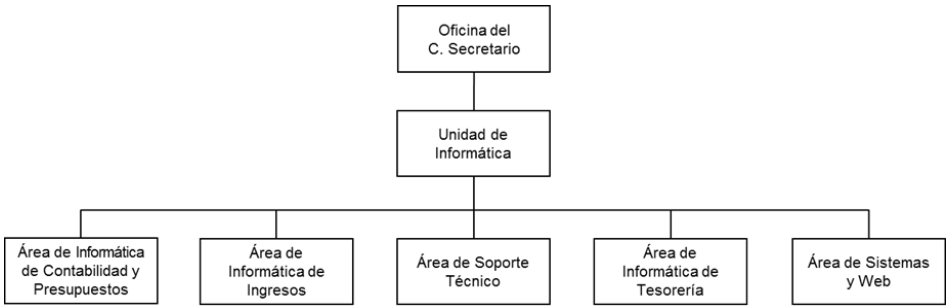 Oficina del
C. Secretario
Unidad de
Informática
Área de Informática
de Contabilidad y
Presupuestos
Área de
Informática de
Ingresos
Área de Soporte
Técnico
Área de
Informática de
Tesorería
Área de Sistemas
y Web